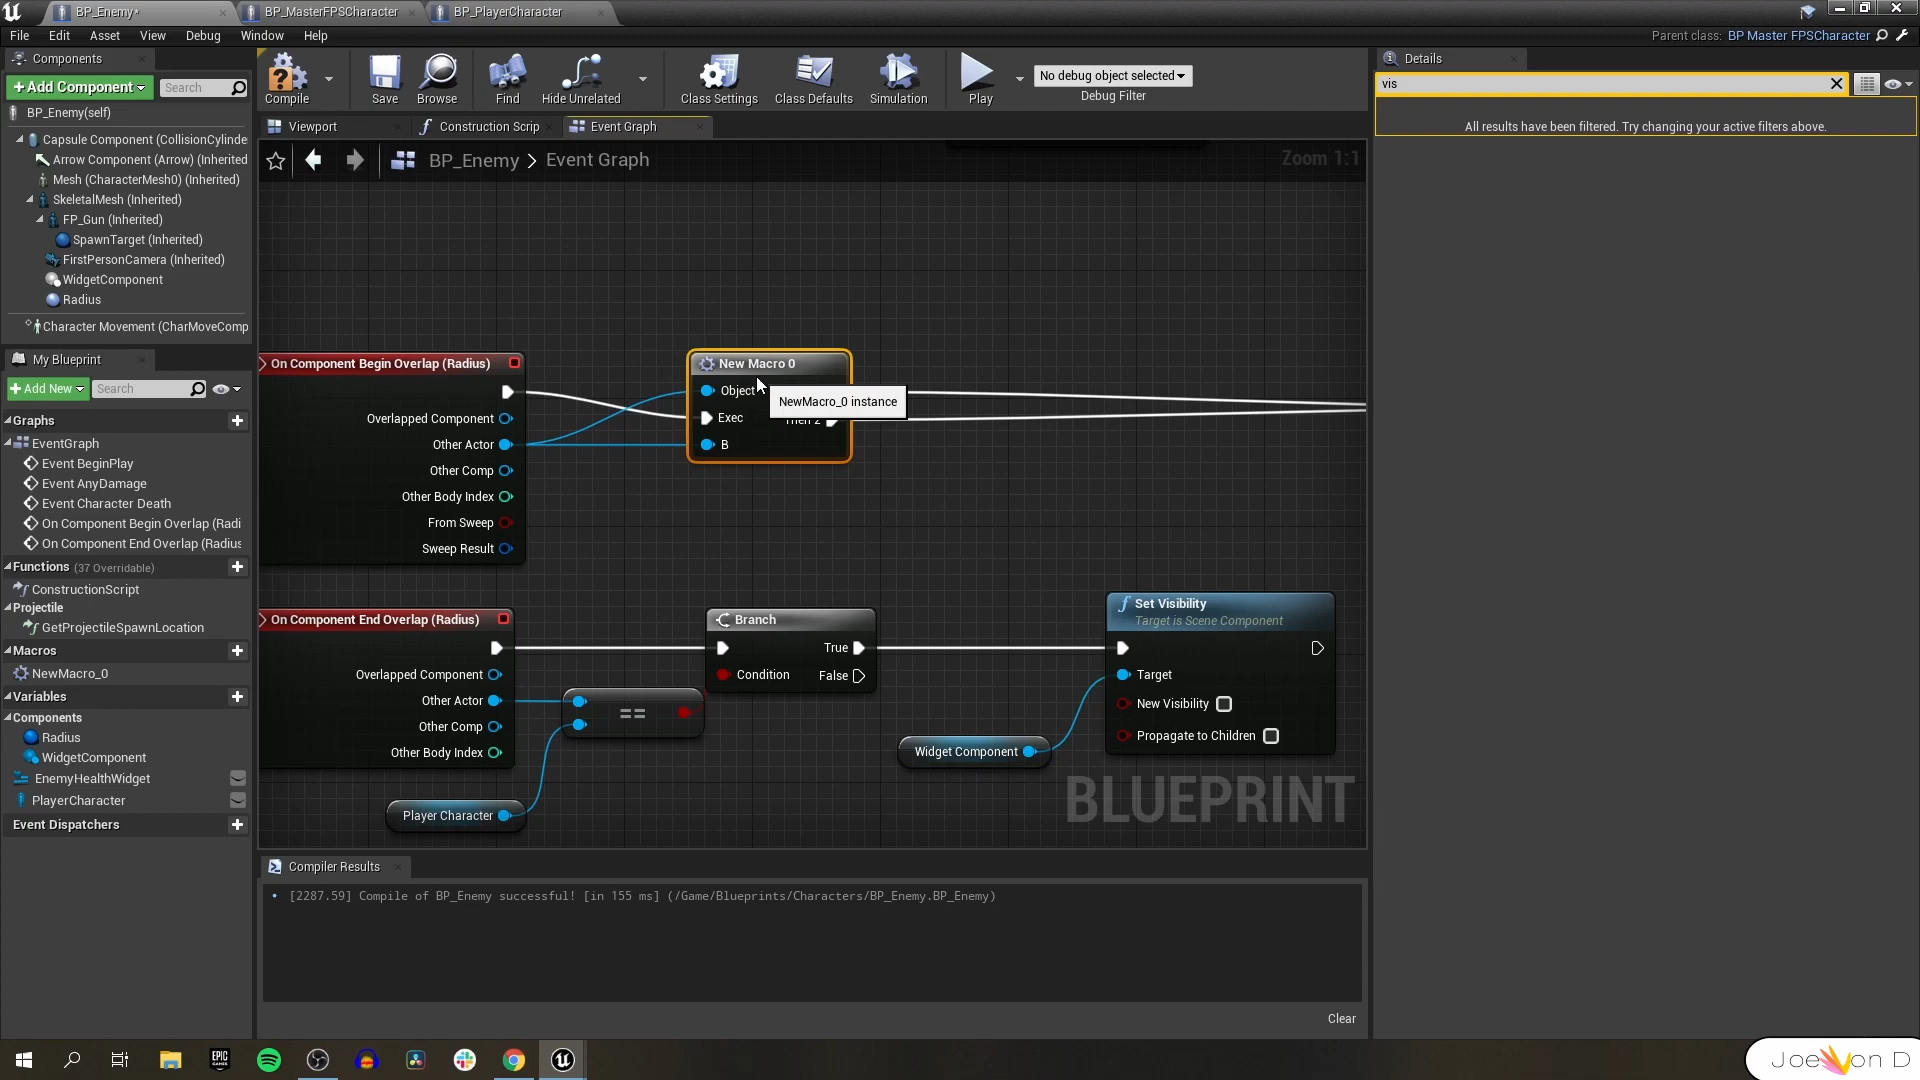 BP_Enemy*
BP_MasterFPSCharacter
BP_PlayerCharacter
File Edit Asset View Debug Window Help
Parent class: BP Master FPSCharacter
Components
+Add Component
Search
BP_Enemy(self)
Capsule Component (CollisionCylinde
Arrow Component (Arrow) (Inherited
Mesh (CharacterMesh0) (Inherited)
SkeletalMesh (Inherited)
FP_Gun (Inherited)
SpawnTarget (Inherited)
FirstPersonCamera (Inherited)
WidgetComponent
Radius
Character Movement (CharMoveComp
My Blueprint
+Add New
Search
Graphs
EventGraph
Event BeginPlay
Event AnyDamage
Event Character Death
On Component Begin Overlap (Radi
On Component End Overlap (Radius
Functions (37 Overridable)
ConstructionScript
Projectile
GetProjectileSpawnLocation
Macros
NewMacro_0
Variables
Components
Radius
WidgetComponent
EnemyHealthWidget
PlayerCharacter
Event Dispatchers
Compile
Save
Browse
Find
Hide Unrelated
Class Settings
Class Defaults
Simulation
Play
No debug object selected
Debug Filter
Viewport
Construction Scrip
Event Graph
BP_Enemy > Event Graph
Zoom 1:1
On Component Begin Overlap (Radius)
Overlapped Component
Other Actor
Other Comp
Other Body Index
From Sweep
Sweep Result
New Macro 0
Object
Exec
Then 2
B
NewMacro_0 instance
On Component End Overlap (Radius)
Overlapped Component
Other Actor
Other Comp
Other Body Index
Player Character
==
Branch
True
Condition
False
Widget Component
Set Visibility
Target is Scene Component
Target
New Visibility
Propagate to Children
BLUEPRINT
Compiler Results
[2287.59] Compile of BP_Enemy successful! [in 155 ms] (/Game/Blueprints/Characters/BP_Enemy.BP_Enemy)
Clear
Details
vis
All results have been filtered. Try changing your active filters above.
EPIC
GAMES